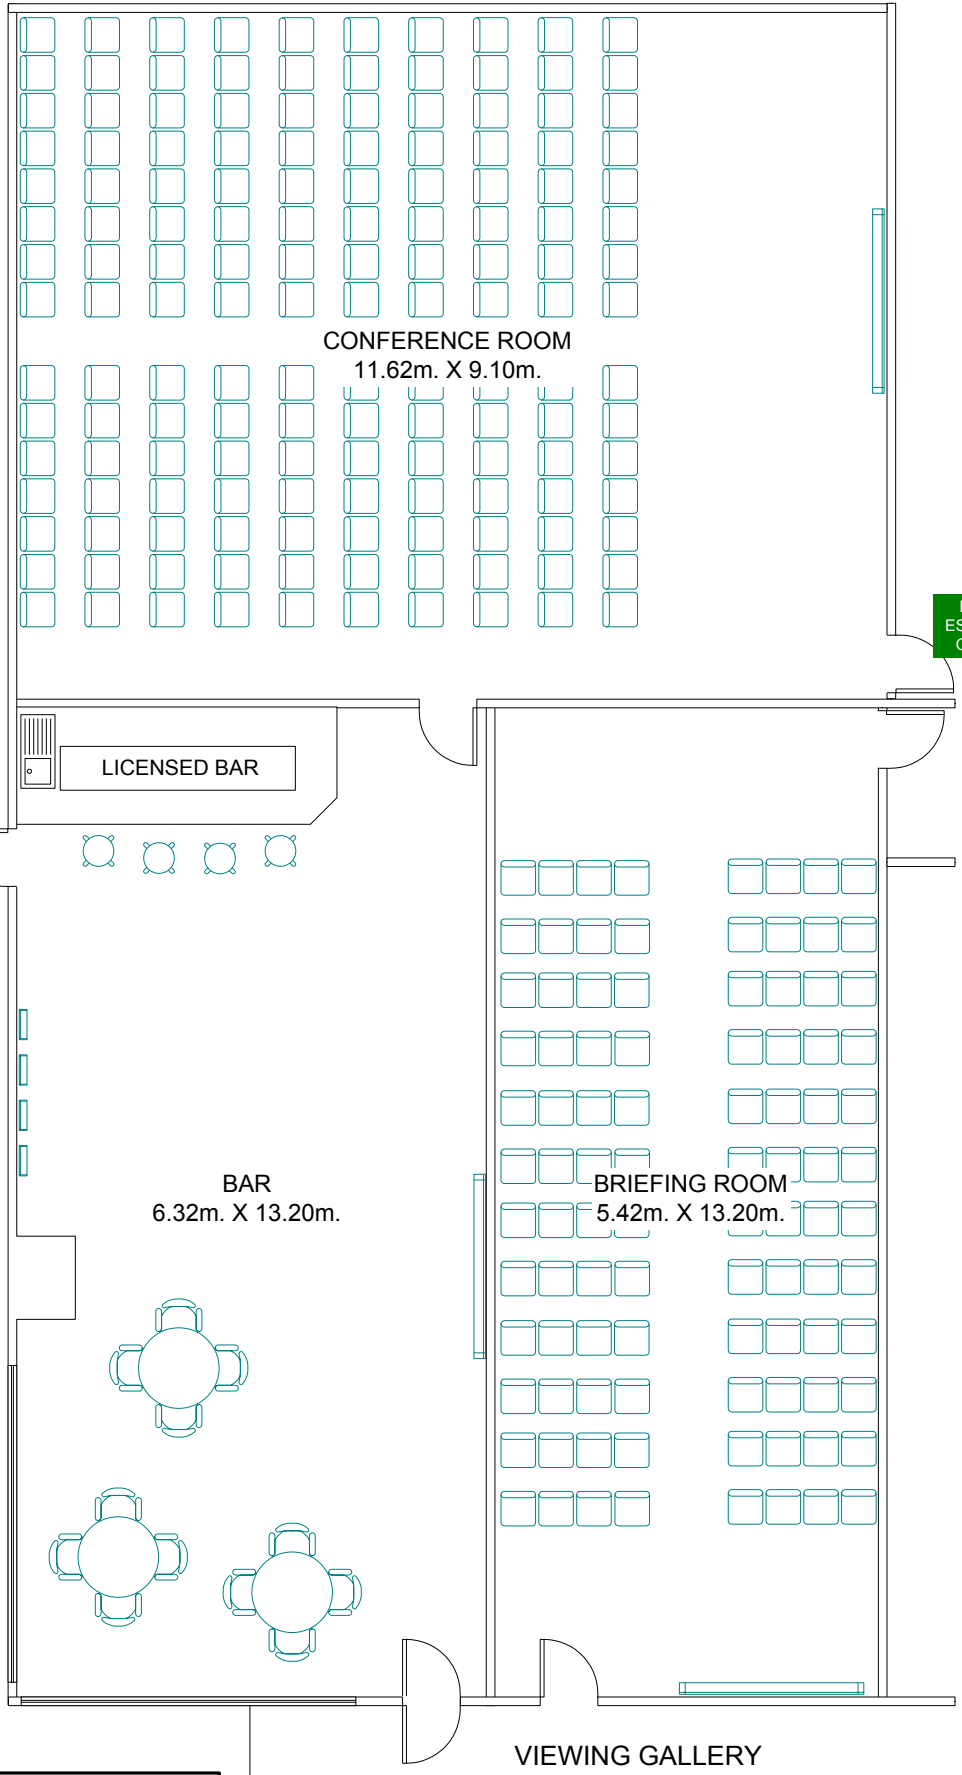 CONFERENCE ROOM
11.62m. X 9.10m.
LICENSED BAR
BAR
6.32m. X 13.20m.
BRIEFING ROOM
5.42m. X 13.20m.
VIEWING GALLERY